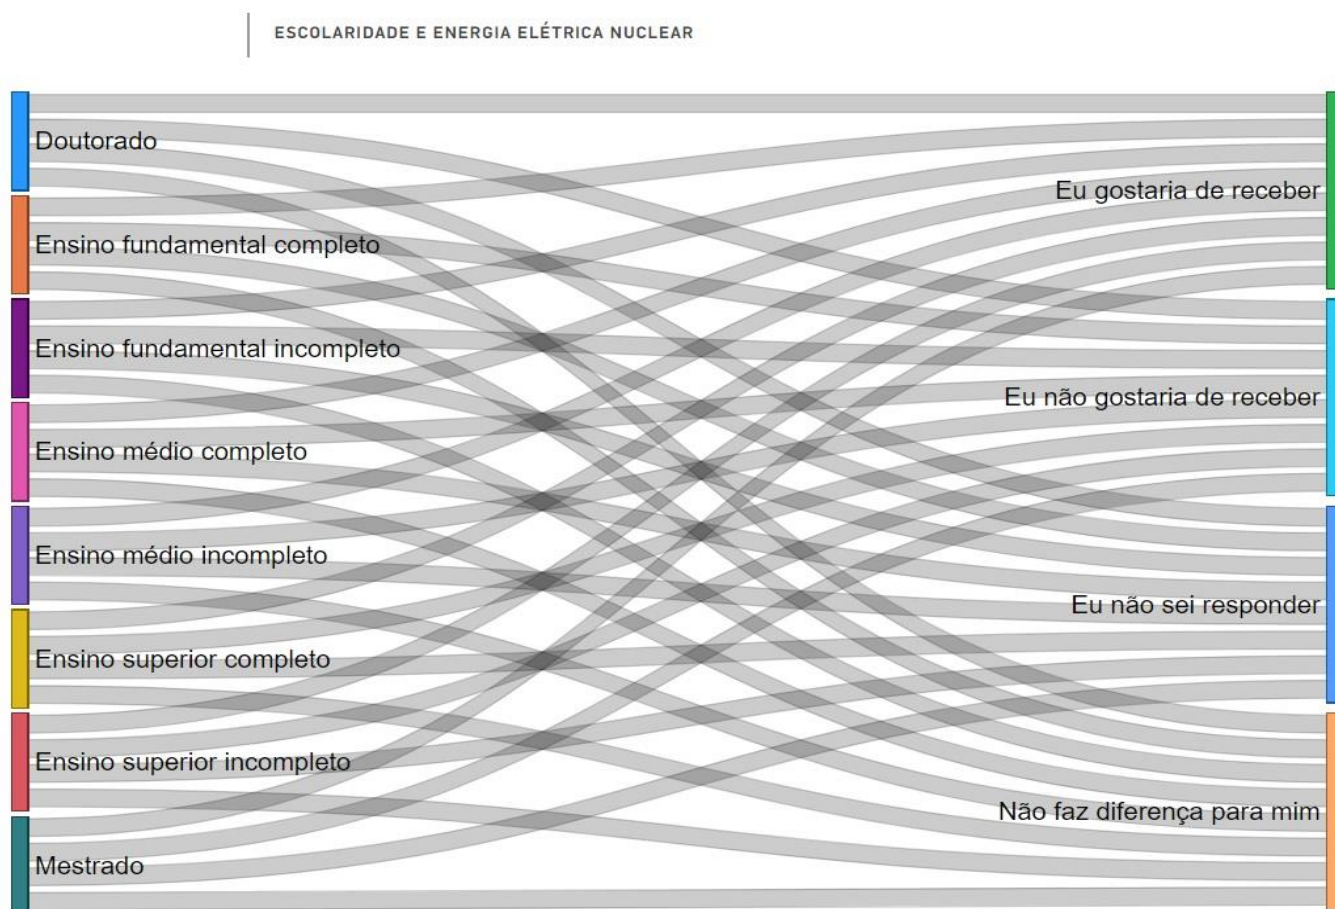 ESCOLARIDADE E ENERGIA ELÉTRICA NUCLEAR
Doutorado
Eu gostaria de receber
Ensino fundamental completo
Ensino fundamental incompleto
Eu não gostaria de receber
Ensino médio completo
Ensino médio incompleto
Eu não sei responder
Ensino superior completo
Ensino superior incompleto
Não faz diferença para mim
Mestrado